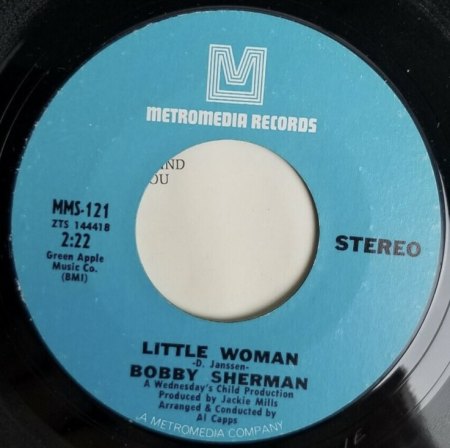 M
METROMEDIA RECORDS
OU
MMS-121
ZTS 144418
2:22
Green Apple
Music Co.
(BMI)
STEREO
LITTLE WOMAN
-D. Janssen-
BOBBY SHERMAN
A Wednesday's Child Production
Produced by Jackie Mills
Arranged & Conducted by
Al Capps
A METROMEDIA COMPANY